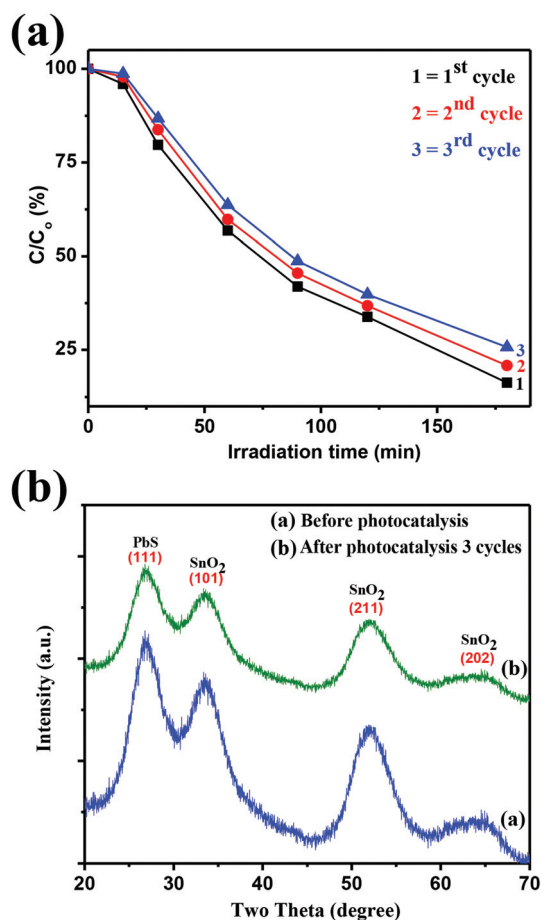 (a)
1 = 1st cycle
2 = 2nd cycle
3 = 3rd cycle
100
75
50
25
C/Co (%)
3
2
1
0
50
100
150
Irradiation time (min)
(b)
(a) Before photocatalysis
(b) After photocatalysis 3 cycles
PbS
(111)
SnO2
(101)
SnO2
(211)
SnO2
(202)
(b)
(a)
Intensity (a.u.)
20
30
40
50
60
70
Two Theta (degree)